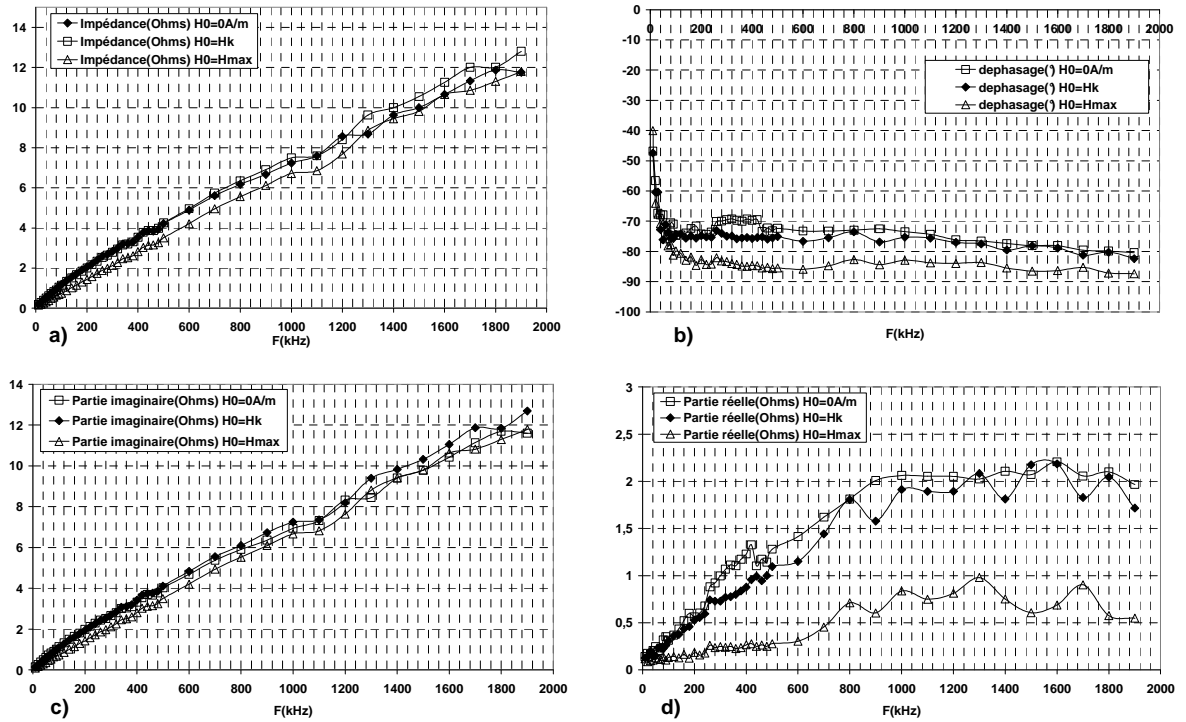 14
12
10
8
6
4
2
0
Impédance(Ohms) H0=0A/m
Impédance(Ohms) H0=Hk
Impédance(Ohms) H0=Hmax
0 200 400 600 800 1000 1200 1400 1600 1800 2000
F(kHz)
a)
0
-10
-20
-30
-40
-50
-60
-70
-80
-90
-100
0 200 400 600 800 1000 1200 1400 1600 1800 2000
dephasage(°) H0=0A/m
dephasage(°) H0=Hk
dephasage(°) H0=Hmax
F(kHz)
b)
14
12
10
8
6
4
2
0
Partie imaginaire(Ohms) H0=0A/m
Partie imaginaire(Ohms) H0=Hk
Partie imaginaire(Ohms) H0=Hmax
0 200 400 600 800 1000 1200 1400 1600 1800 2000
F(kHz)
c)
3
2,5
2
1,5
1
0,5
0
Partie réelle(Ohms) H0=0A/m
Partie réelle(Ohms) H0=Hk
Partie réelle(Ohms) H0=Hmax
0 200 400 600 800 1000 1200 1400 1600 1800 2000
F(kHz)
d)